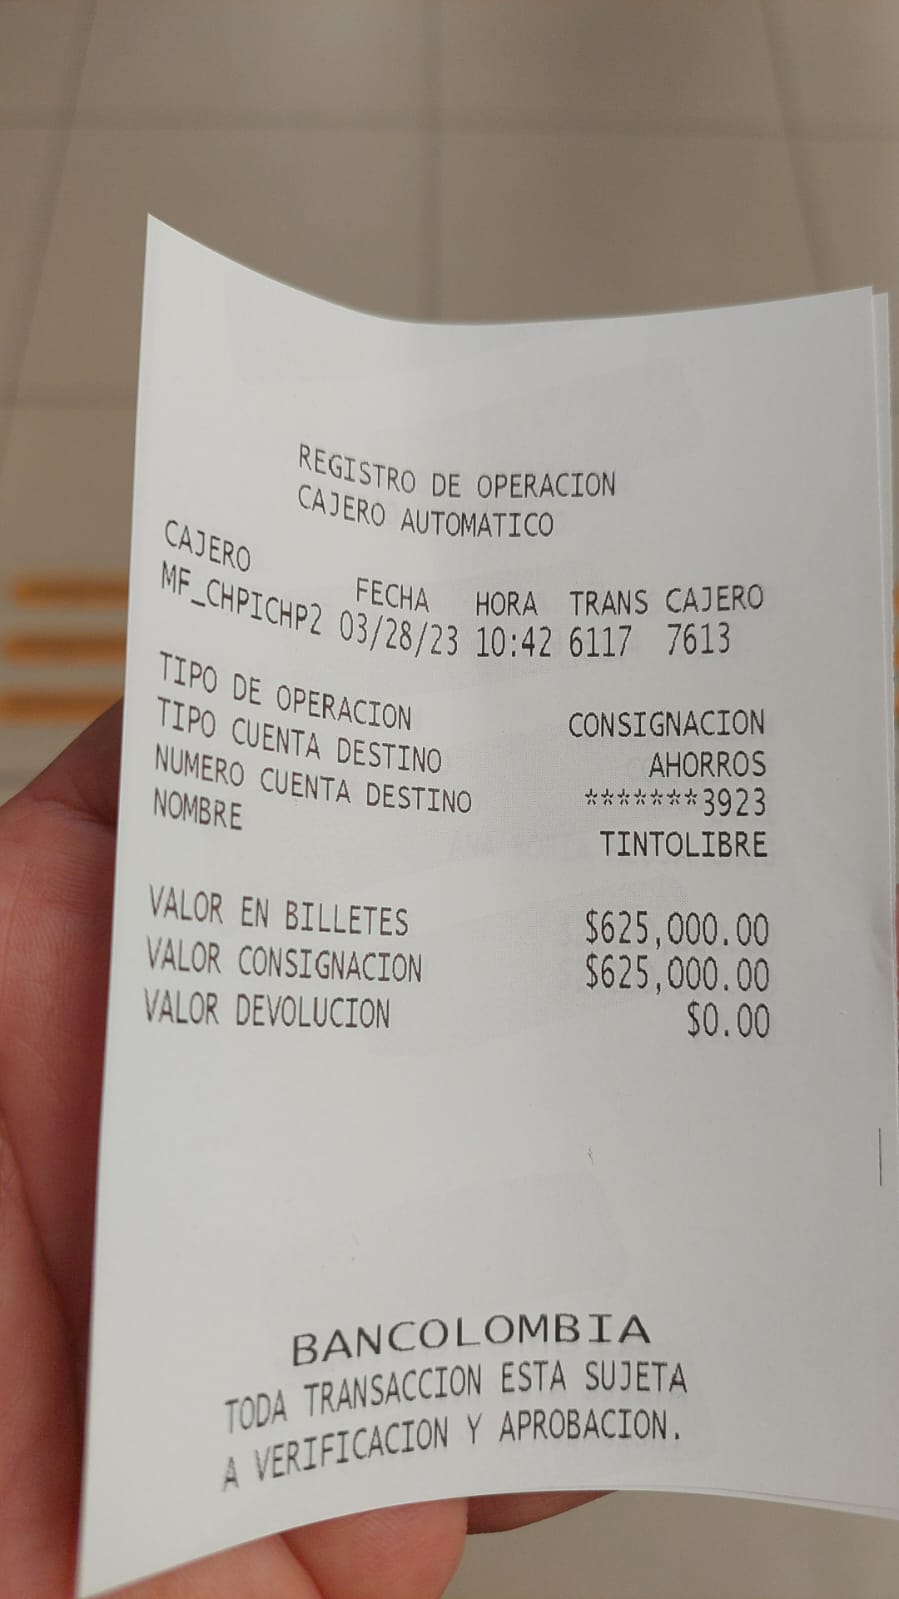 REGISTRO DE OPERACION
CAJERO AUTOMATICO
CAJERO FECHA HORA TRANS CAJERO
MF_CHPICHP2 03/28/23 10:42 6117 7613
TIPO DE OPERACION CONSIGNACION
TIPO CUENTA DESTINO AHORROS
NUMERO CUENTA DESTINO *******3923
NOMBRE TINTOLIBRE
VALOR EN BILLETES $625,000.00
VALOR CONSIGNACION $625,000.00
VALOR DEVOLUCION $0.00
BANCOLOMBIA
TODA TRANSACCION ESTA SUJETA
A VERIFICACION Y APROBACION.